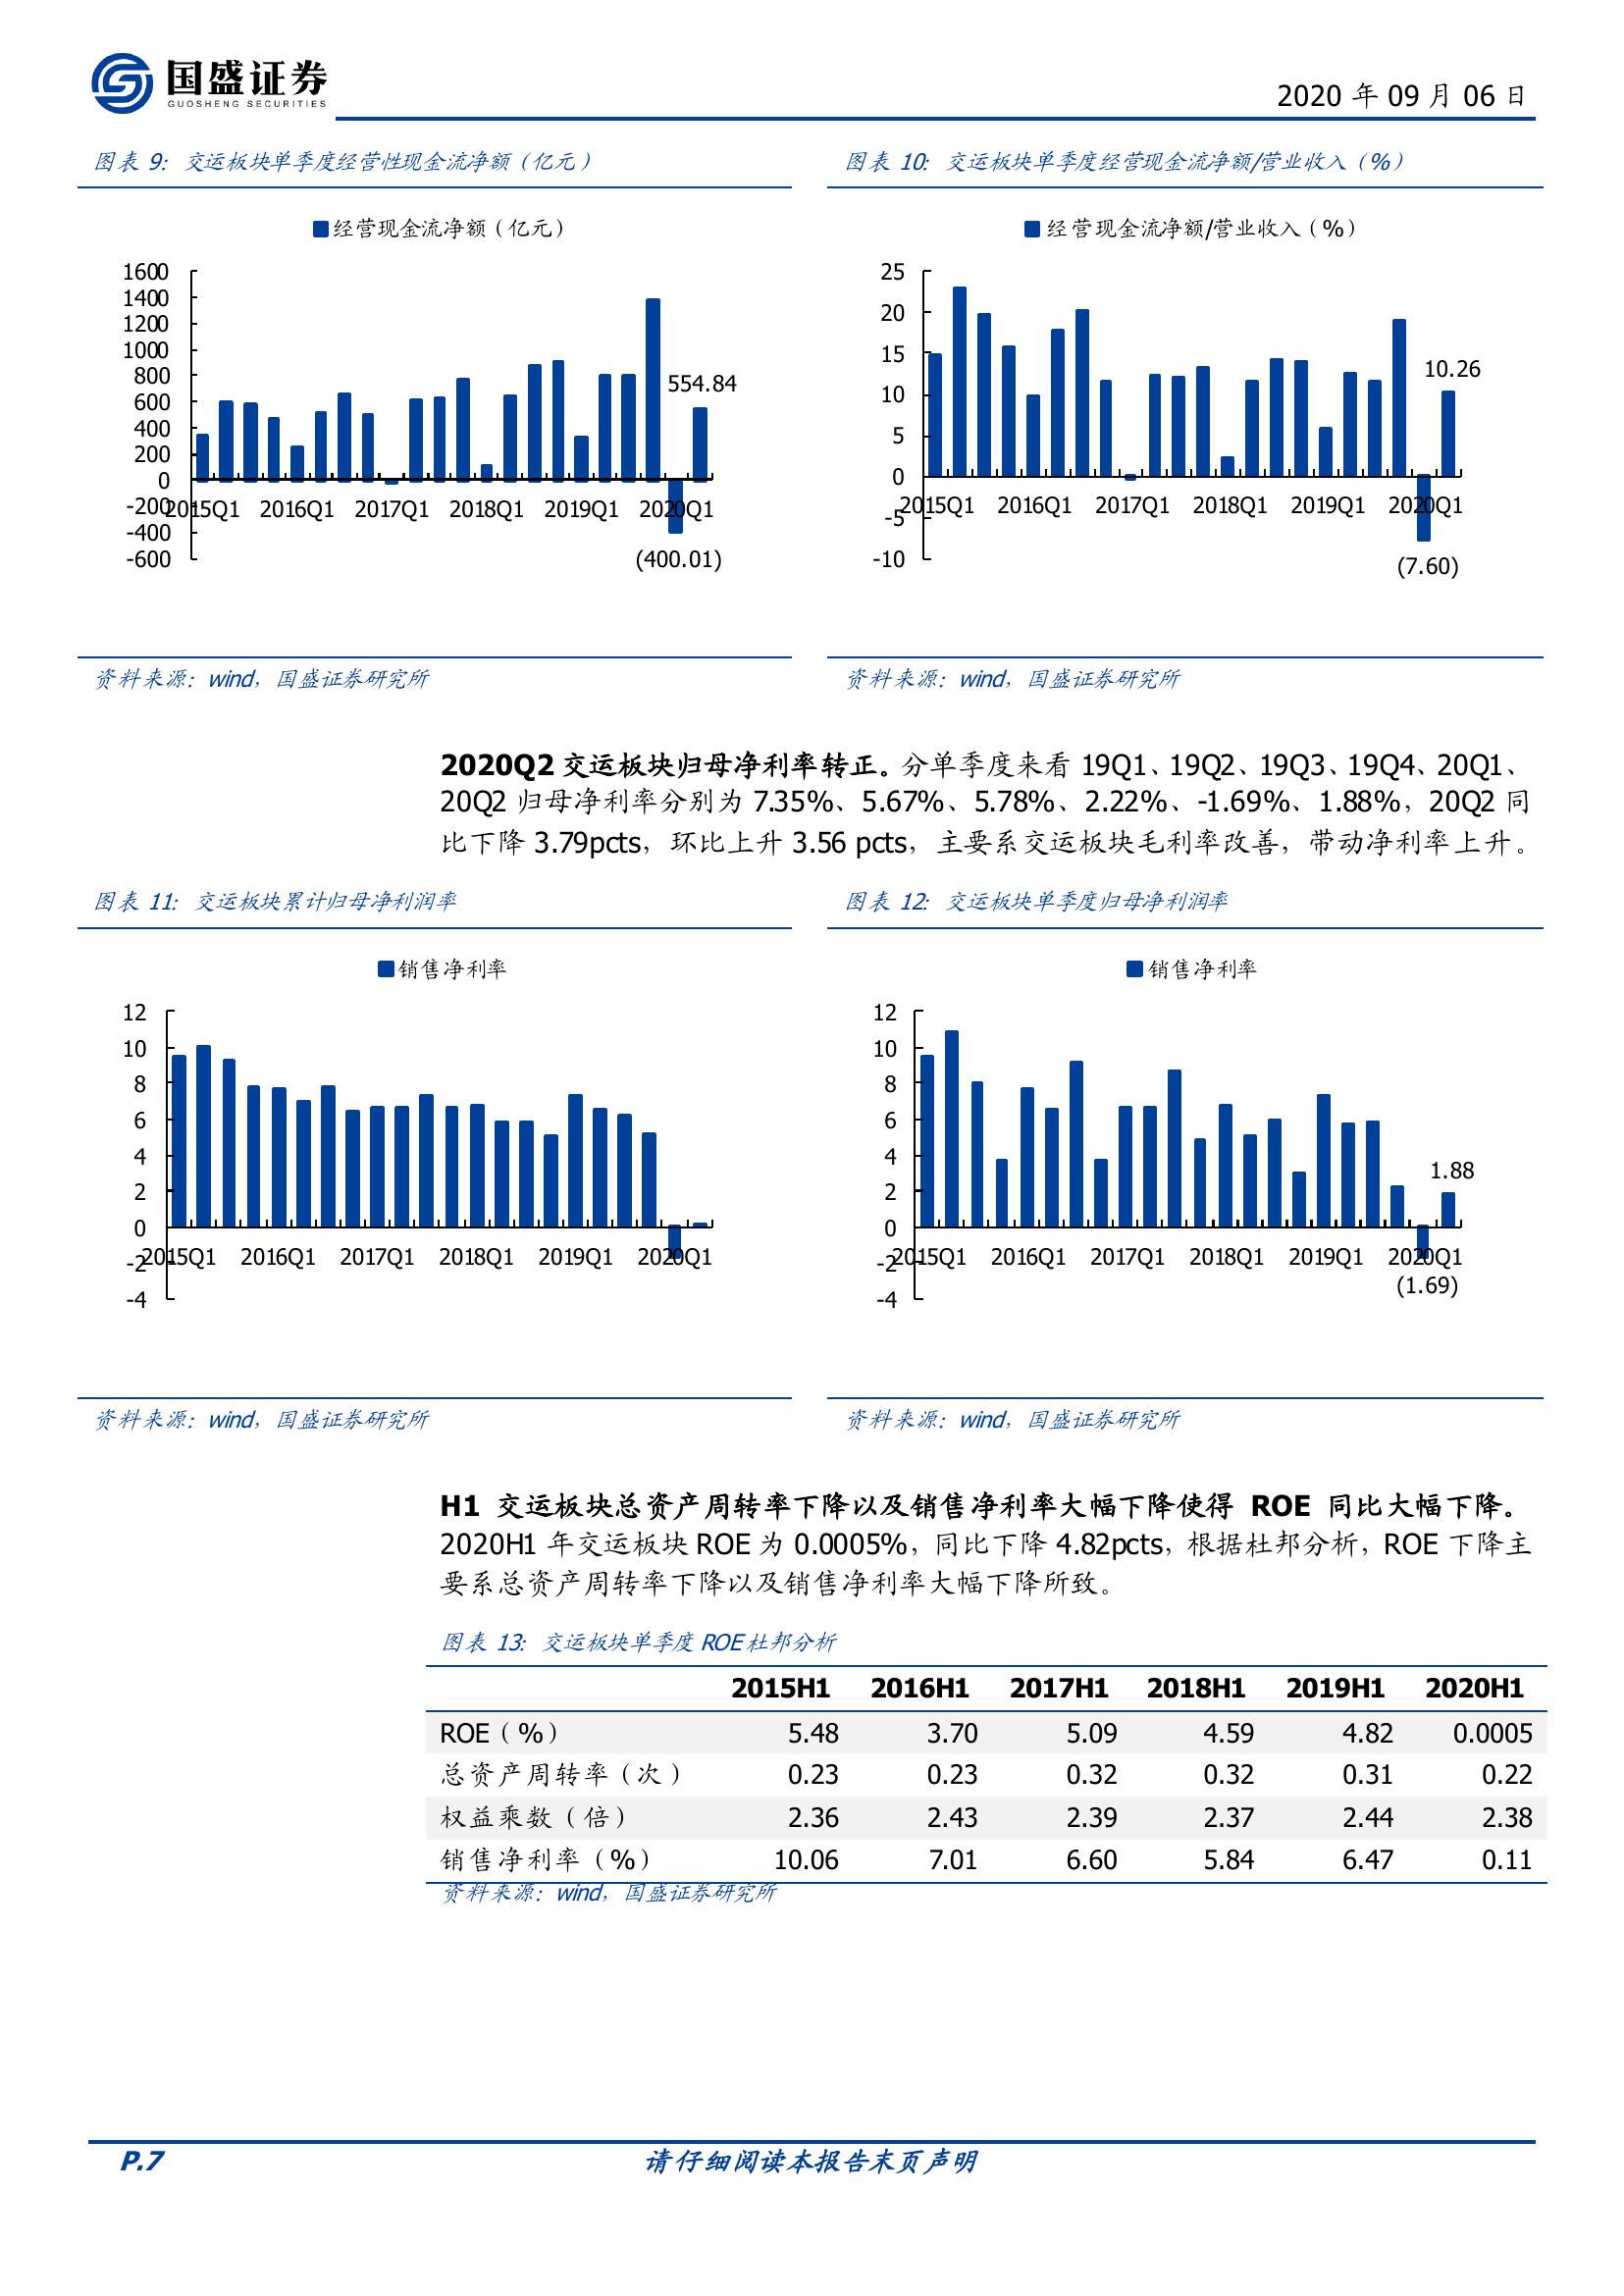 国盛证券
GUOSHENG SECURITIES
2020 年 09 月 06 日
图表 9：交运板块单季度经营性现金流净额（亿元）
经营现金流净额（亿元）
1600
1400
1200
1000
800
600
400
200
0
-200
-400
-600
2015Q1 2016Q1 2017Q1 2018Q1 2019Q1 2020Q1
554.84
(400.01)
资料来源：wind，国盛证券研究所
图表 10：交运板块单季度经营现金流净额/营业收入（%）
经营现金流净额/营业收入（%）
25
20
15
10
5
0
-5
-10
2015Q1 2016Q1 2017Q1 2018Q1 2019Q1 2020Q1
10.26
(7.60)
资料来源：wind，国盛证券研究所
2020Q2 交运板块归母净利率转正。分单季度来看 19Q1、19Q2、19Q3、19Q4、20Q1、
20Q2 归母净利率分别为 7.35%、5.67%、5.78%、2.22%、-1.69%、1.88%，20Q2 同
比下降 3.79pcts，环比上升 3.56 pcts，主要系交运板块毛利率改善，带动净利率上升。
图表 11：交运板块累计归母净利润率
销售净利率
12
10
8
6
4
2
0
-2
-4
2015Q1 2016Q1 2017Q1 2018Q1 2019Q1 2020Q1
资料来源：wind，国盛证券研究所
图表 12：交运板块单季度归母净利润率
销售净利率
12
10
8
6
4
2
0
-2
-4
2015Q1 2016Q1 2017Q1 2018Q1 2019Q1 2020Q1
1.88
(1.69)
资料来源：wind，国盛证券研究所
H1 交运板块总资产周转率下降以及销售净利率大幅下降使得 ROE 同比大幅下降。
2020H1 年交运板块 ROE 为 0.0005%，同比下降 4.82pcts，根据杜邦分析，ROE 下降主
要系总资产周转率下降以及销售净利率大幅下降所致。
图表 13：交运板块单季度 ROE 杜邦分析
2015H1 2016H1 2017H1 2018H1 2019H1 2020H1
ROE（%） 5.48 3.70 5.09 4.59 4.82 0.0005
总资产周转率（次） 0.23 0.23 0.32 0.32 0.31 0.22
权益乘数（倍） 2.36 2.43 2.39 2.37 2.44 2.38
销售净利率（%） 10.06 7.01 6.60 5.84 6.47 0.11
资料来源：wind，国盛证券研究所
P.7 请仔细阅读本报告末页声明